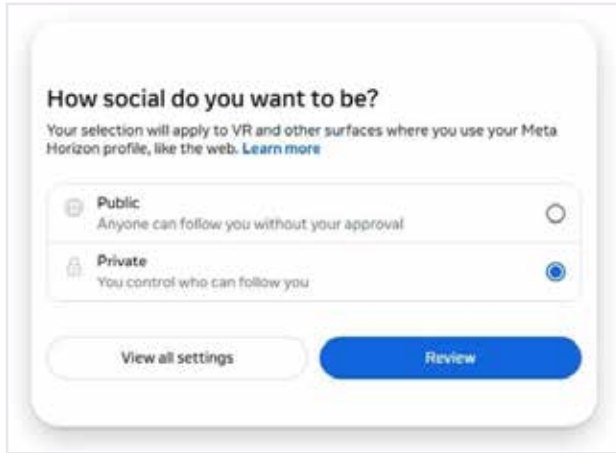 How social do you want to be?
Your selection will apply to VR and other surfaces where you use your Meta
Horizon profile, like the web. Learn more
Public
Anyone can follow you without your approval
Private
You control who can follow you
View all settings
Review